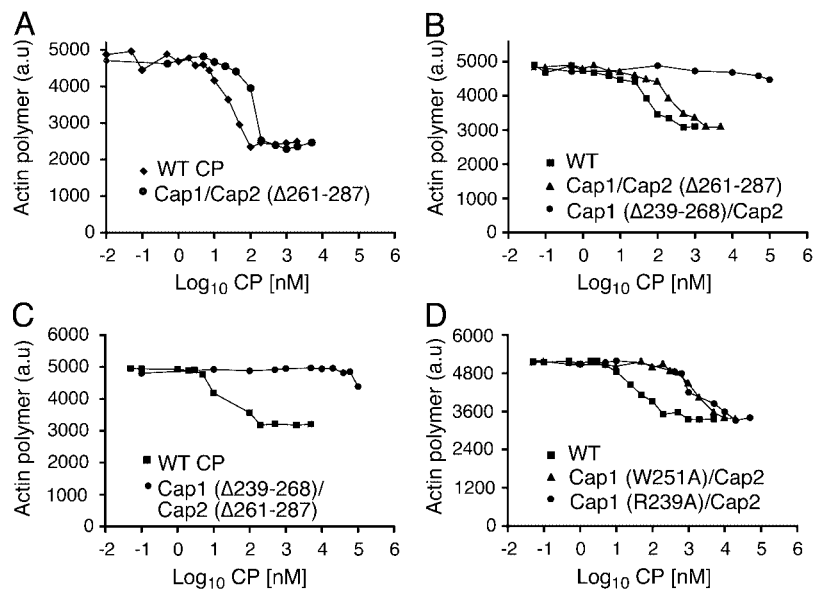 A
Actin polymer (a.u)
5000
4000
3000
2000
1000
0
WT CP
Cap1/Cap2 (Δ261-287)
-2 -1 0 1 2 3 4 5 6
Log10 CP [nM]
B
Actin polymer (a.u)
5000
4000
3000
2000
1000
0
WT
Cap1/Cap2 (Δ261-287)
Cap1 (Δ239-268)/Cap2
-2 -1 0 1 2 3 4 5 6
Log10 CP [nM]
C
Actin polymer (a.u)
6000
5000
4000
3000
2000
1000
0
WT CP
Cap1 (Δ239-268)/
Cap2 (Δ261-287)
-2 -1 0 1 2 3 4 5 6
Log10 CP [nM]
D
Actin polymer (a.u)
6000
4800
3600
2400
1200
0
WT
Cap1 (W251A)/Cap2
Cap1 (R239A)/Cap2
-2 -1 0 1 2 3 4 5 6
Log10 CP [nM]